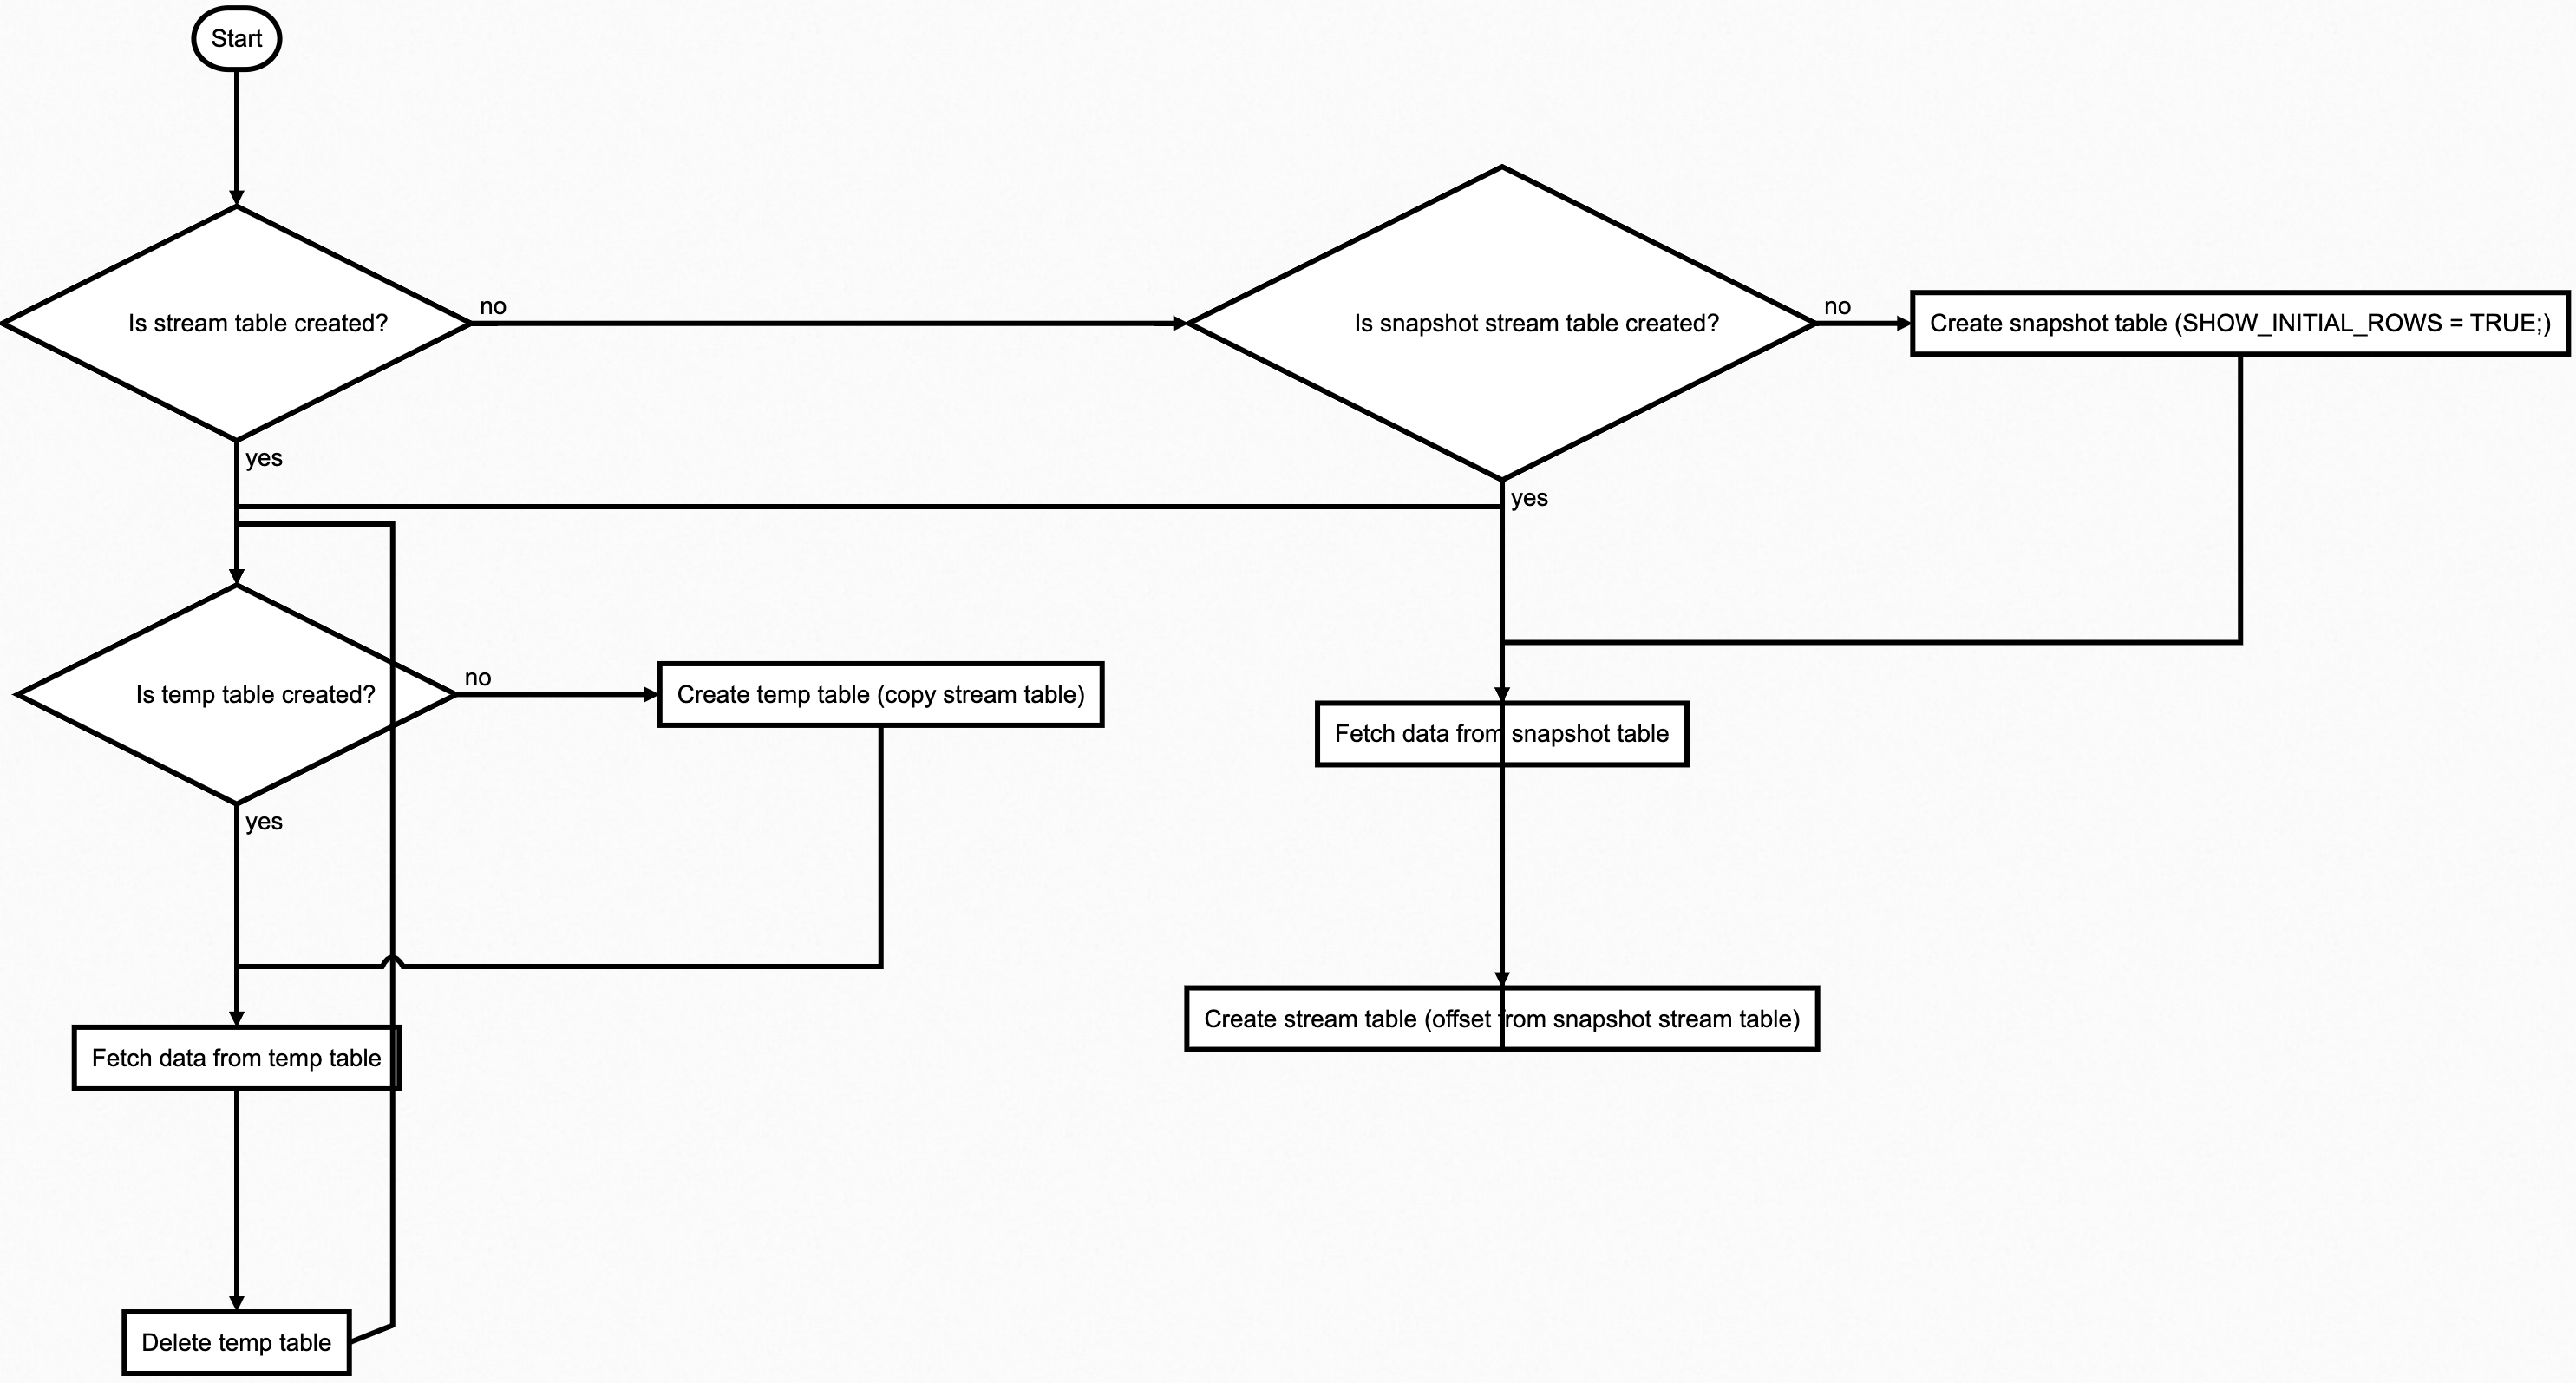 Start
Is stream table created?
no
Is snapshot stream table created?
no
Create snapshot table (SHOW_INITIAL_ROWS = TRUE;)
yes
yes
Is temp table created?
no
Create temp table (copy stream table)
Fetch data from snapshot table
yes
Create stream table (offset from snapshot stream table)
Fetch data from temp table
Delete temp table